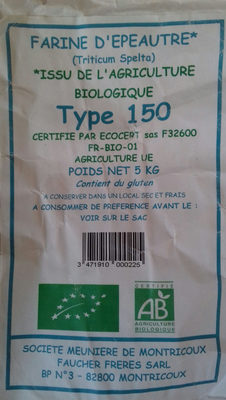 FARINE D'EPEAUTRE*
(Triticum Spelta)
*ISSU DE L'AGRICULTURE
BIOLOGIQUE
Type 150
CERTIFIE PAR ECOCERT sas F32600
FR-BIO-01
AGRICULTURE UE
POIDS NET 5 KG
Contient du gluten
A CONSERVER DANS UN LOCAL SEC ET FRAIS
A CONSOMMER DE PREFERENCE AVANT LE :
VOIR SUR LE SAC
3 471910 000225
CERTIFIÉ
AB
AGRICULTURE
BIOLOGIQUE
SOCIETE MEUNIERE DE MONTRICOUX
FAUCHER FRERES SARL
BP N°3 - 82800 MONTRICOUX